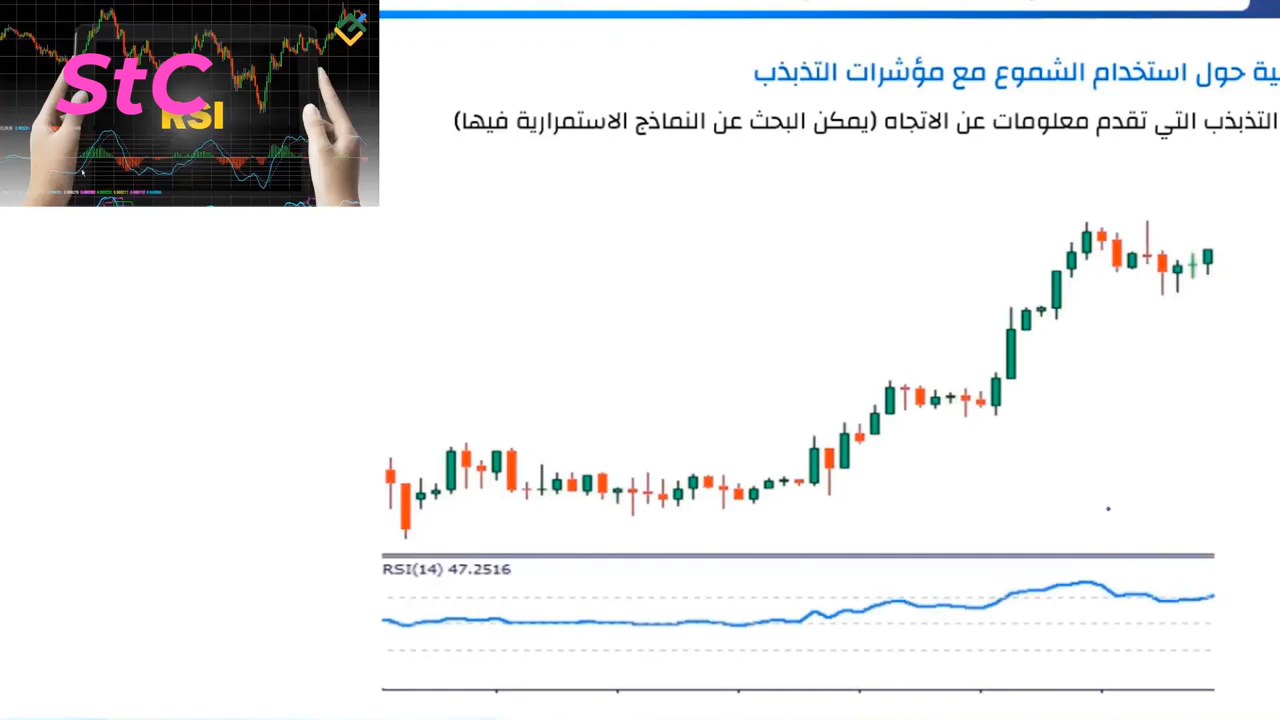 StC
RSI
حول استخدام الشموع مع مؤشرات التذبذب
التذبذب التي تقدم معلومات عن الاتجاه (يمكن البحث عن النماذج الاستمرارية فيها)
RSI(14) 47.2516